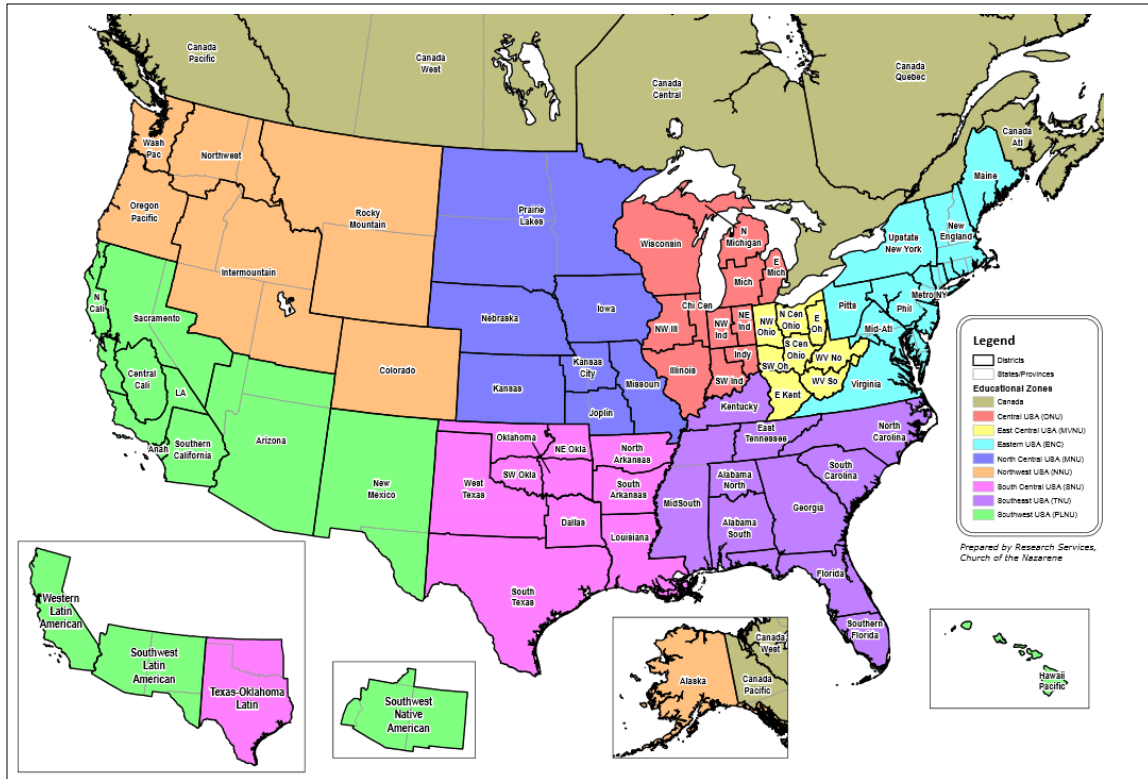 Canada
Pacific
Canada
West
Canada
Central
Canada
Quebec
Canada
Atl
Wash
Pac
Northwest
Oregon
Pacific
Rocky
Mountain
Intermountain
Colorado
N
Cali
Sacramento
Central
Cali
LA
Anah
Southern
California
Arizona
New
Mexico
Prairie
Lakes
Nebraska
Iowa
Kansas
Kansas
City
Missouri
Joplin
Wisconsin
N
Michigan
E
Mich
Mich
Chi Cen
NW Ill
Illinois
NW
Ind
NE
Ind
Indy
SW Ind
NW
Ohio
N Cen
Ohio
E
Oh
S Cen
Ohio
SW Oh
WV No
WV So
E Kent
Maine
New
England
Upstate
New York
Metro NY
Pitts
Phil
Mid-Atl
Virginia
Kentucky
East
Tennessee
North
Carolina
South
Carolina
Georgia
Alabama
North
Alabama
South
MidSouth
Florida
Southern
Florida
Oklahoma
NE Okla
SW Okla
West
Texas
North
Arkansas
South
Arkansas
Dallas
Louisiana
South
Texas
Western
Latin
American
Southwest
Latin
American
Texas-Oklahoma
Latin
Southwest
Native
American
Alaska
Canada
West
Canada
Pacific
Hawaii
Pacific
Legend
Districts
States/Provinces
Educational Zones
Canada
Central USA (ONU)
East Central USA (MVNU)
Eastern USA (ENC)
North Central USA (MNU)
Northwest USA (NNU)
South Central USA (SNU)
Southeast USA (TNU)
Southwest USA (PLNU)
Prepared by Research Services,
Church of the Nazarene